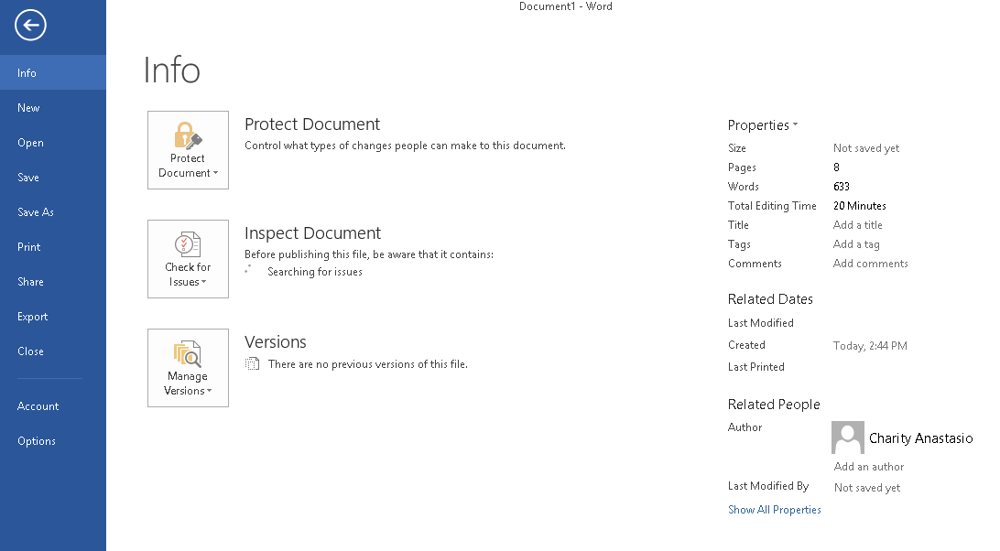 Document1 - Word
Info
New
Open
Save
Save As
Print
Share
Export
Close
Account
Options
Info
Protect
Document
Protect Document
Control what types of changes people can make to this document.
Check for
Issues
Inspect Document
Before publishing this file, be aware that it contains:
Searching for issues
Manage
Versions
Versions
There are no previous versions of this file.
Properties
Size Not saved yet
Pages 8
Words 633
Total Editing Time 20 Minutes
Title Add a title
Tags Add a tag
Comments Add comments
Related Dates
Last Modified
Created Today, 2:44 PM
Last Printed
Related People
Author
Charity Anastasio
Add an author
Last Modified By Not saved yet
Show All Properties